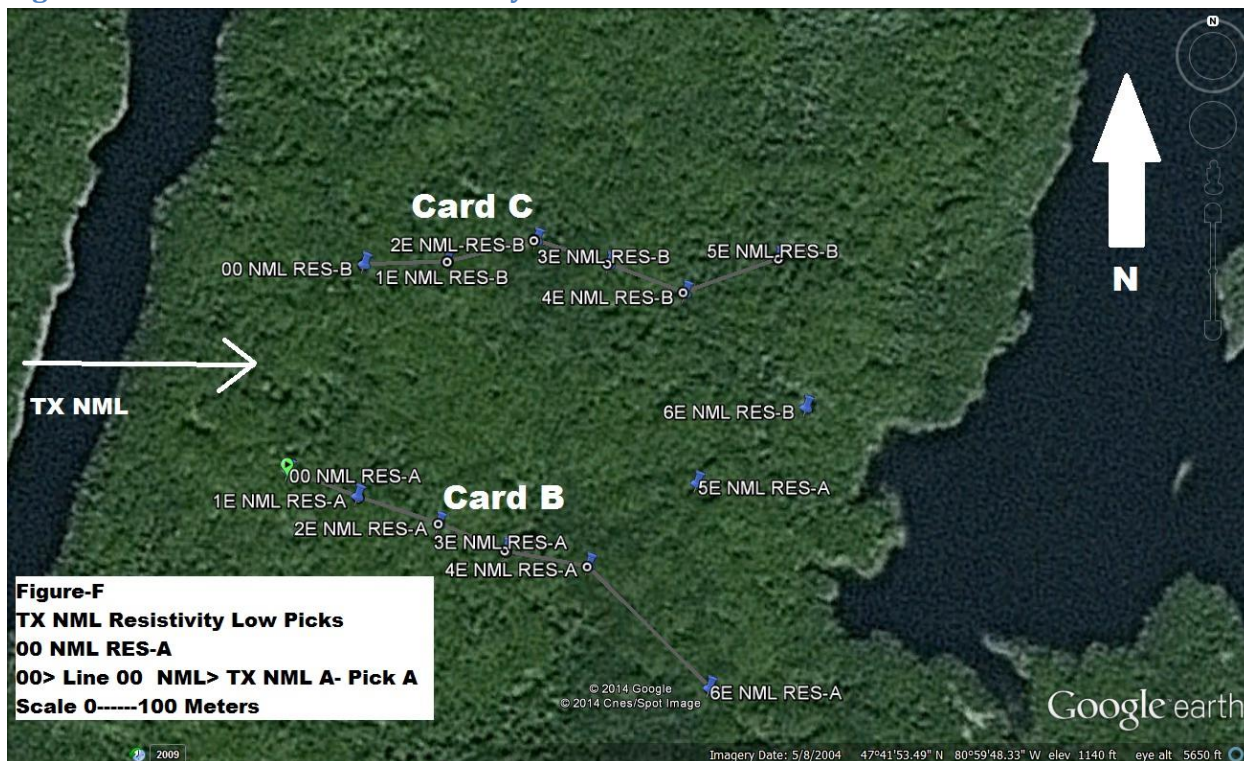 N
Card C
2E NML-RES-B
3E NML RES-B
5E NML RES-B
00 NML RES-B
1E NML RES-B
4E NML RES-B
N
TX NML
6E NML RES-B
00 NML RES-A
5E NML RES-A
1E NML RES-A
Card B
2E NML RES-A
3E NML RES-A
4E NML RES-A
6E NML RES-A
Figure-F
TX NML Resistivity Low Picks
00 NML RES-A
00> Line 00 NML> TX NML A- Pick A
Scale 0------100 Meters
© 2014 Google
© 2014 Cnes/Spot Image
Google earth
2009
Imagery Date: 5/8/2004 47°41'53.49" N 80°59'48.33" W elev 1140 ft eye alt 5650 ft